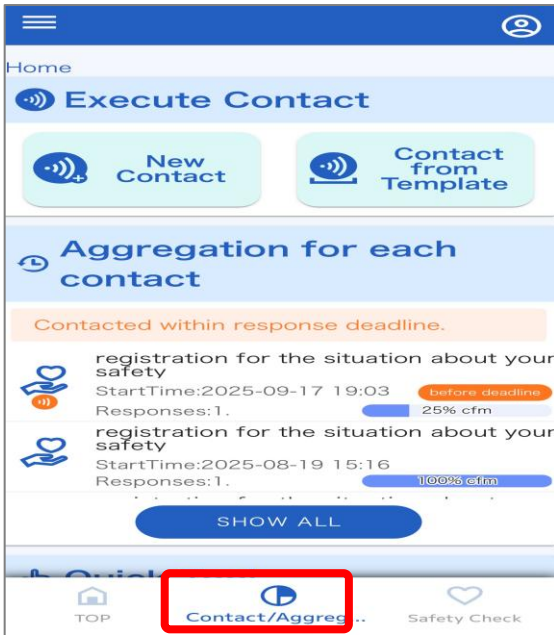 Home
Execute Contact
New
Contact
Contact
from
Template
Aggregation for each
contact
Contacted within response deadline.
registration for the situation about your
safety
StartTime:2025-09-17 19:03
before deadline
Responses:1.
25% cfm
registration for the situation about your
safety
StartTime:2025-08-19 15:16
Responses:1.
100% cfm
SHOW ALL
TOP
Contact/Aggreg...
Safety Check